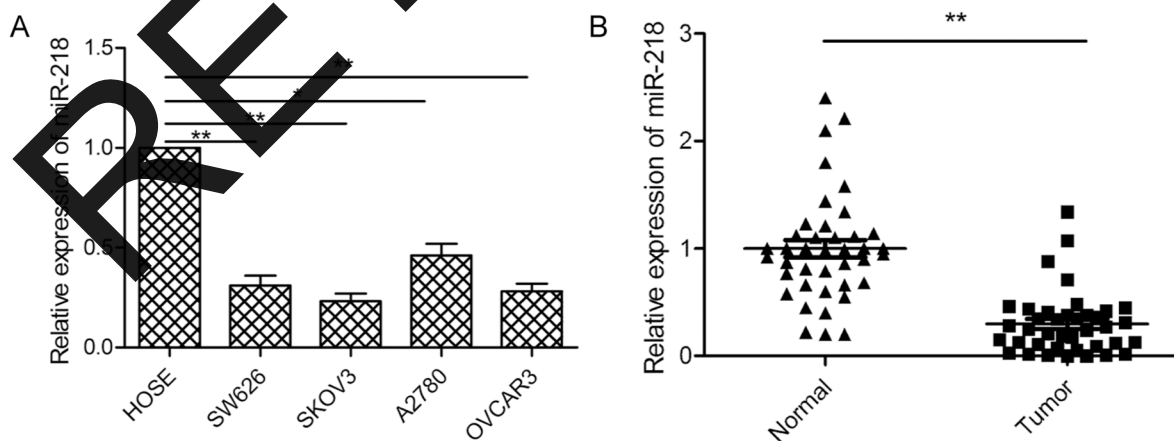 A
Relative expression of miR-218
1.5
1.0
0.5
0.0
**
*
**
**
HOSE
SW626
SKOV3
A2780
OVCAR3
B
Relative expression of miR-218
3
2
1
0
**
Normal
Tumor
RE